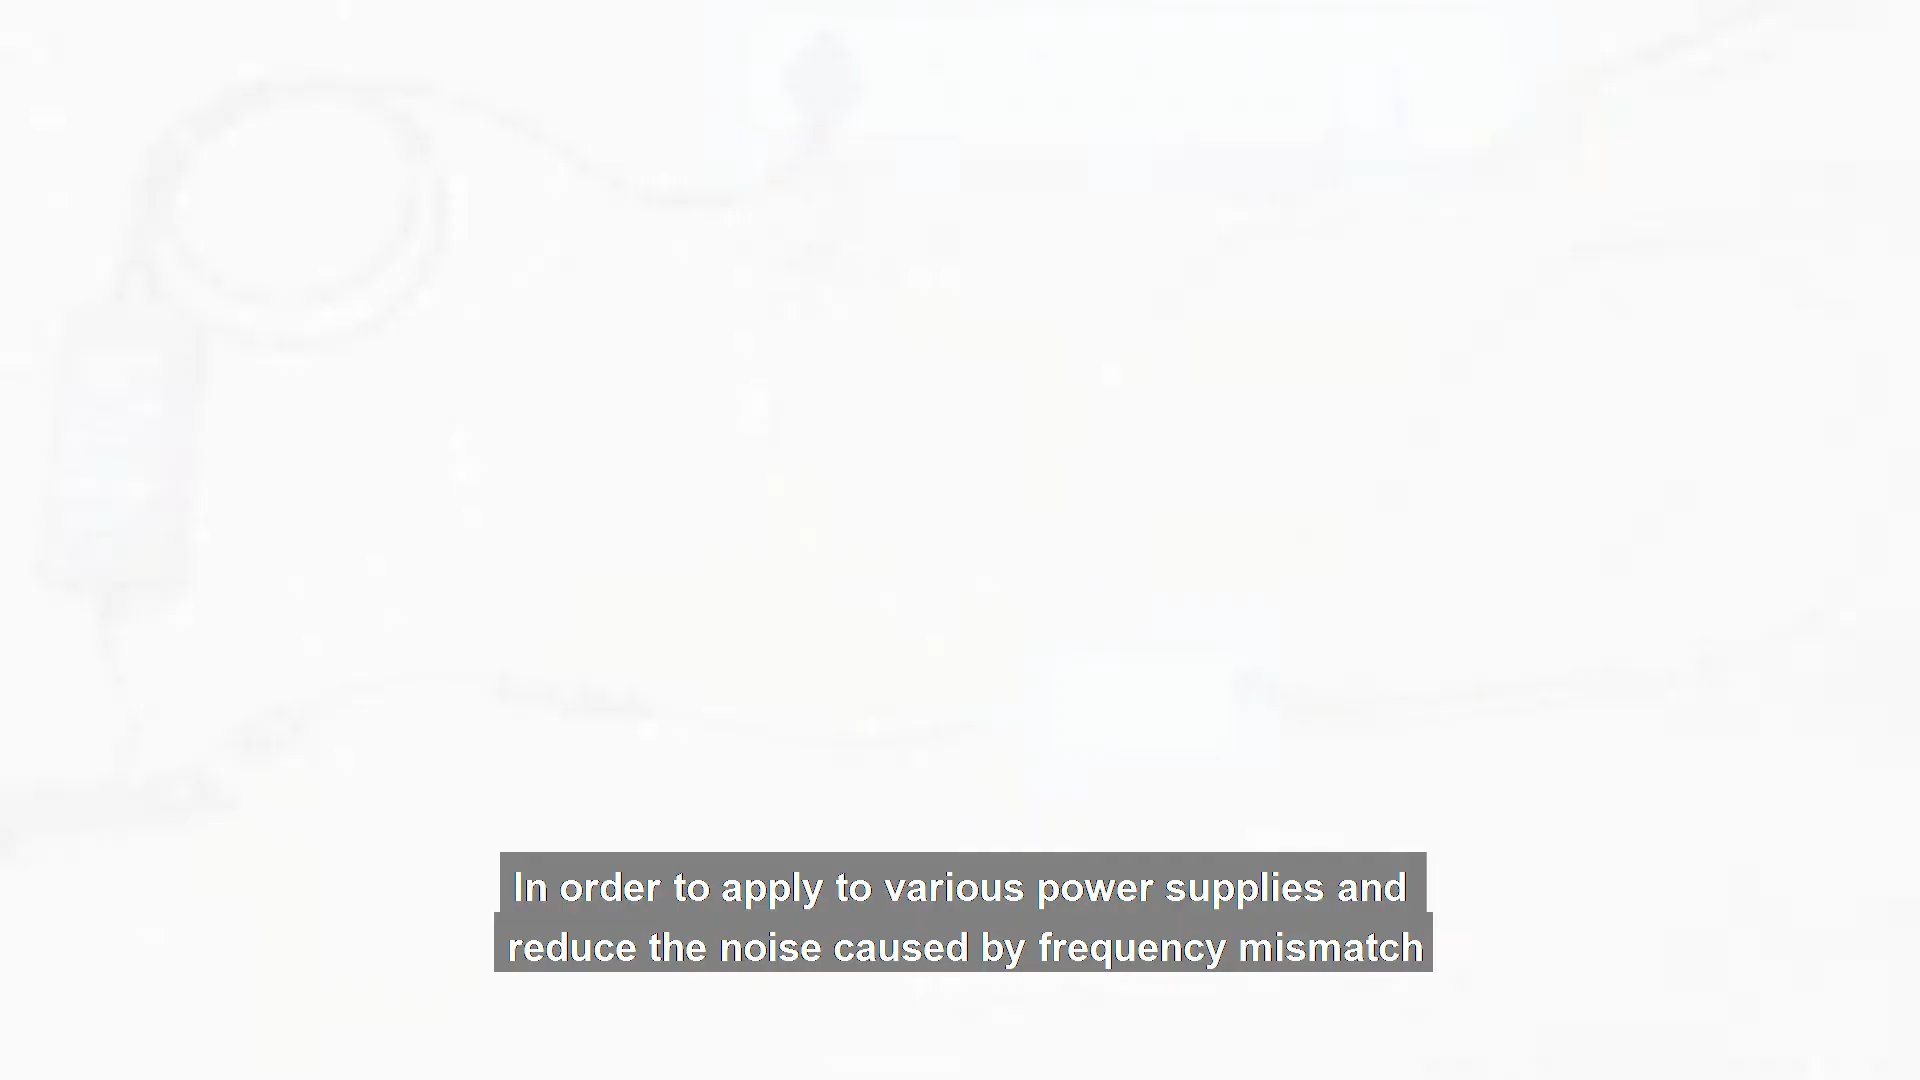 In order to apply to various power supplies and
reduce the noise caused by frequency mismatch